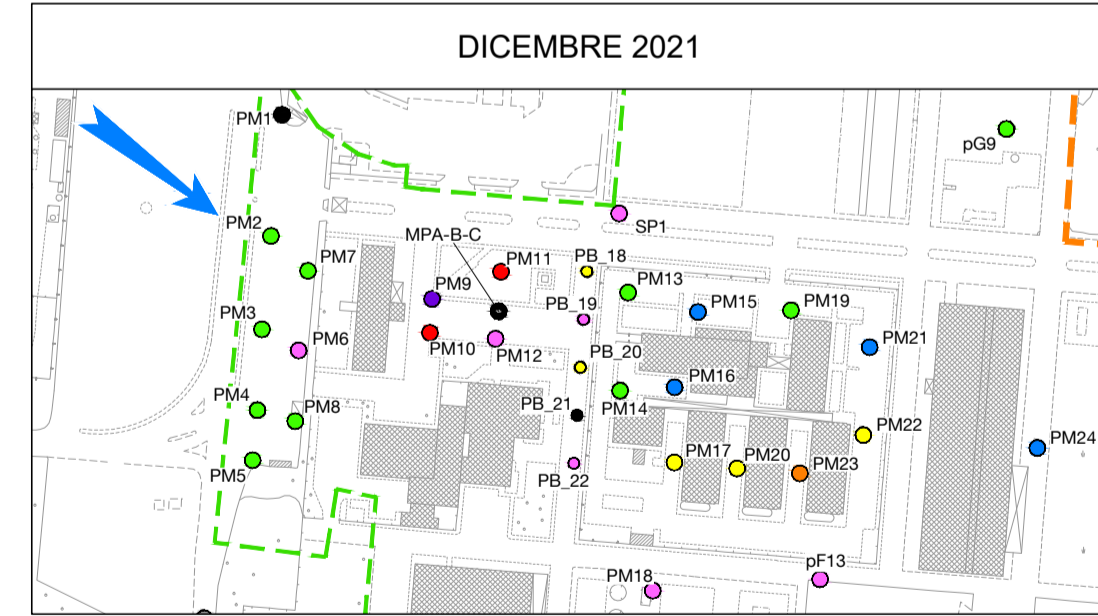 DICEMBRE 2021
PM1
pG9
PM2
SP1
MPA-B-C
PM7
PM11
PB_18
PM13
PM9
PB_19
PM15
PM19
PM3
PM6
PM10
PM12
PM21
PB_20
PM16
PM4
PM8
PB_21
PM14
PM22
PM24
PM5
PB_22
PM17
PM20
PM23
PM18
pF13